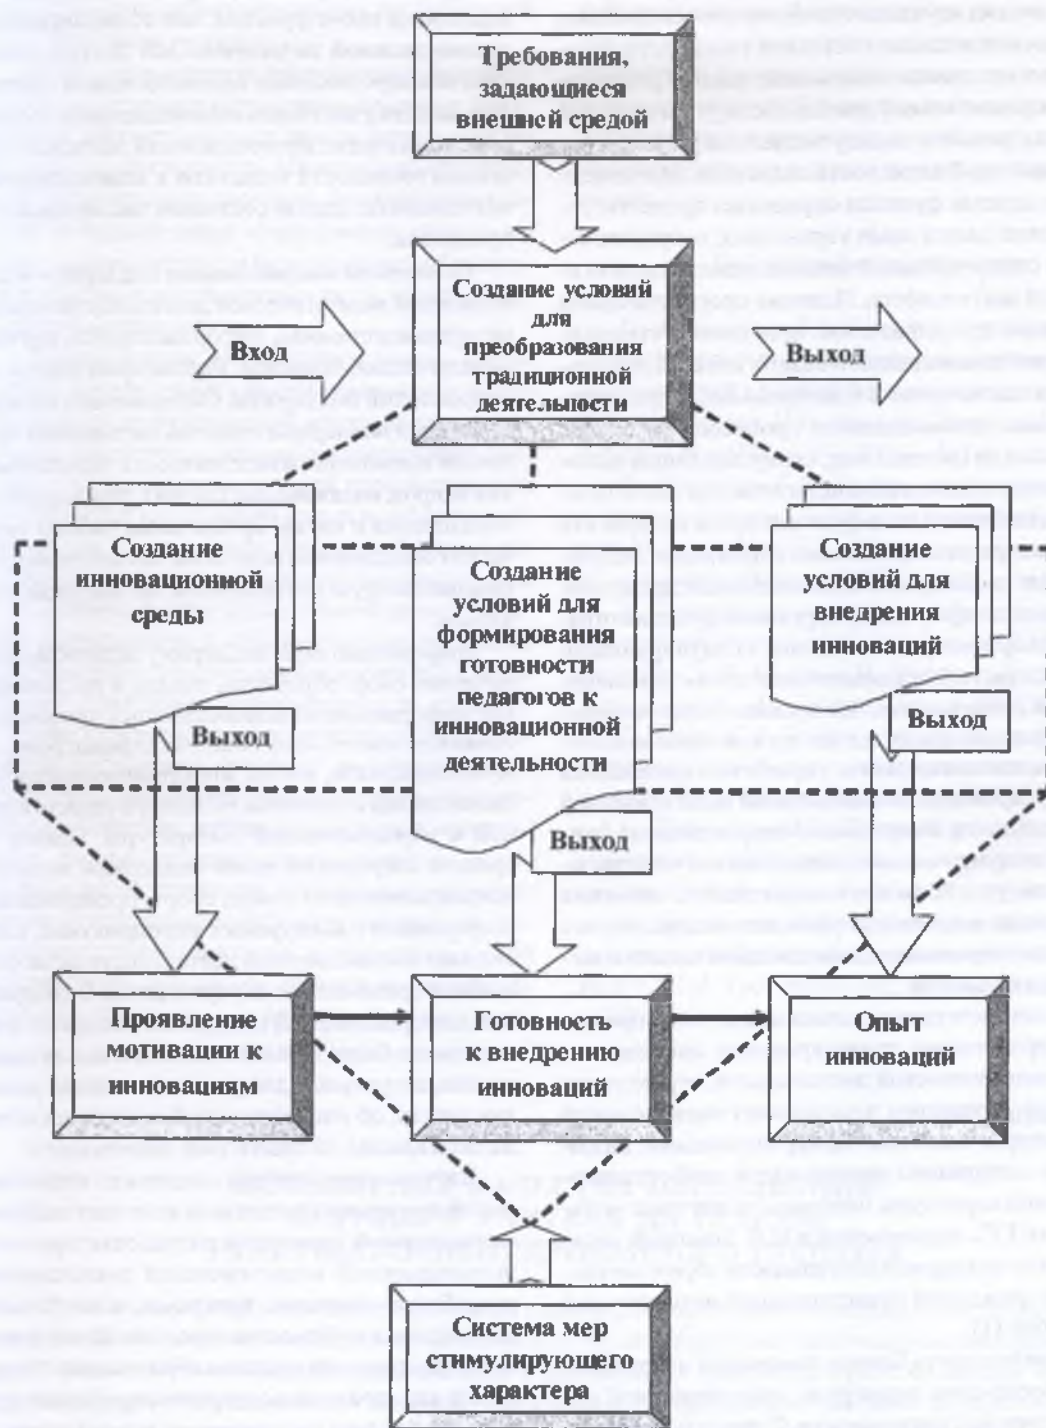 Требования,
задающиеся
внешней средой
Создание условий
для
преобразования
традиционной
деятельности
Вход
Выход
Создание
инновационной
среды
Создание
условий для
формирования
готовности
педагогов к
инновационной
деятельности
Создание
условий для
внедрения
инноваций
Выход
Выход
Выход
Проявление
мотивации к
инновациям
Готовность
к внедрению
инноваций
Опыт
инноваций
Система мер
стимулирующего
характера